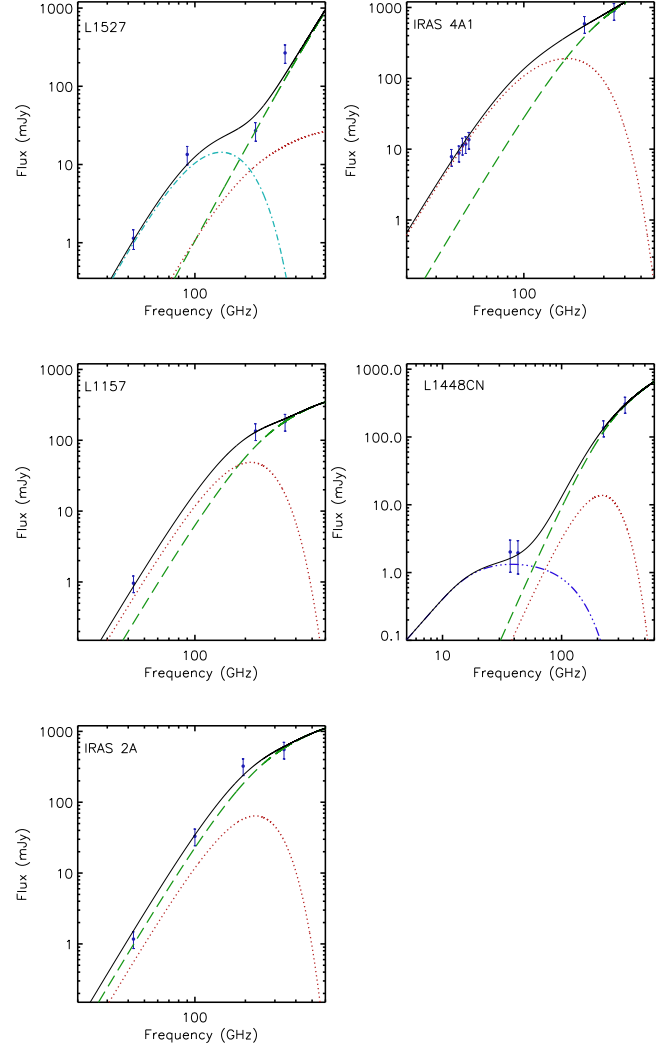 L1527
1000
100
10
1
Flux (mJy)
100
Frequency (GHz)
IRAS 4A1
1000
100
10
1
Flux (mJy)
100
Frequency (GHz)
L1157
1000
100
10
1
Flux (mJy)
100
Frequency (GHz)
L1448CN
1000.0
100.0
10.0
1.0
0.1
Flux (mJy)
10
100
Frequency (GHz)
IRAS 2A
1000
100
10
1
Flux (mJy)
100
Frequency (GHz)